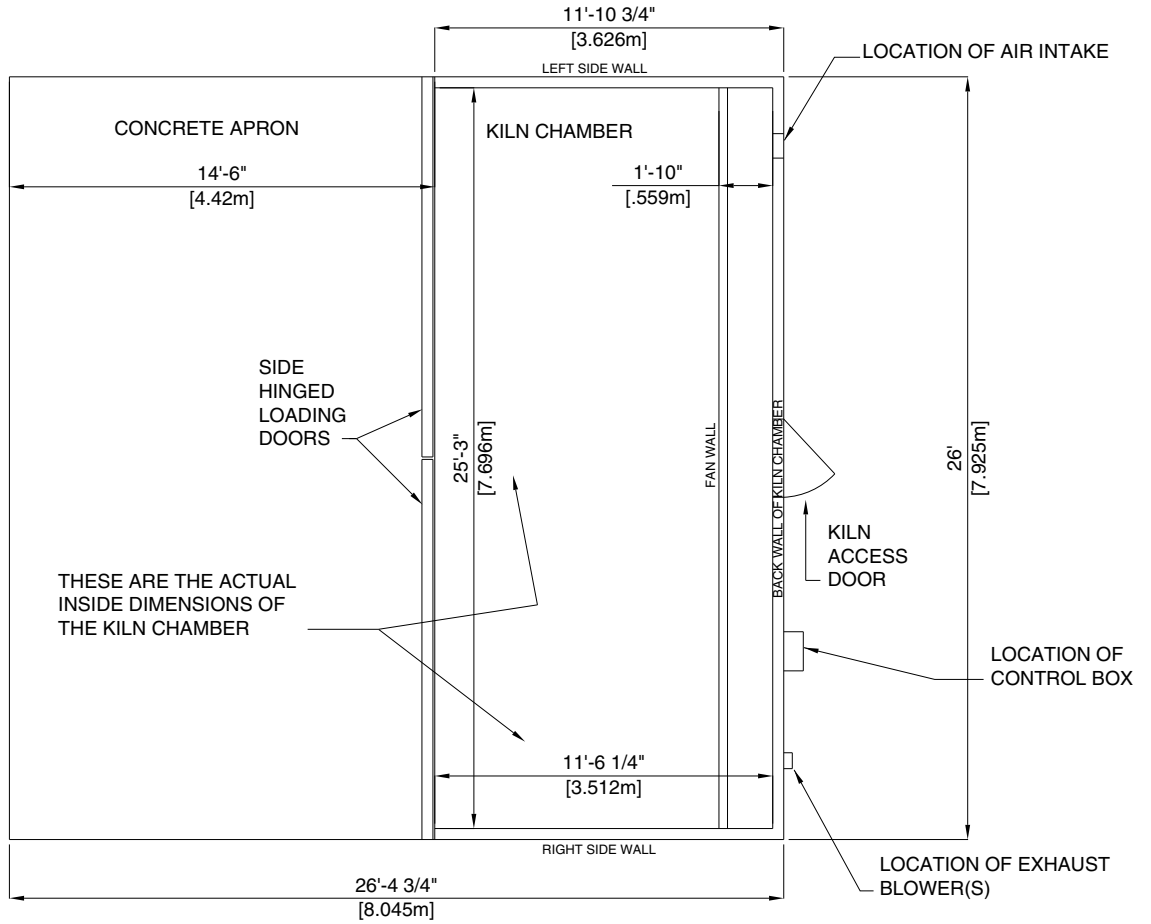 11'-10 3/4"
[3.626m]
LOCATION OF AIR INTAKE
LEFT SIDE WALL
CONCRETE APRON
KILN CHAMBER
14'-6"
[4.42m]
1'-10"
[.559m]
SIDE
HINGED
LOADING
DOORS
25'-3"
[7.696m]
FAN WALL
BACK WALL OF KILN CHAMBER
26'
[7.925m]
KILN
ACCESS
DOOR
THESE ARE THE ACTUAL
INSIDE DIMENSIONS OF
THE KILN CHAMBER
LOCATION OF
CONTROL BOX
11'-6 1/4"
[3.512m]
RIGHT SIDE WALL
LOCATION OF EXHAUST
BLOWER(S)
26'-4 3/4"
[8.045m]